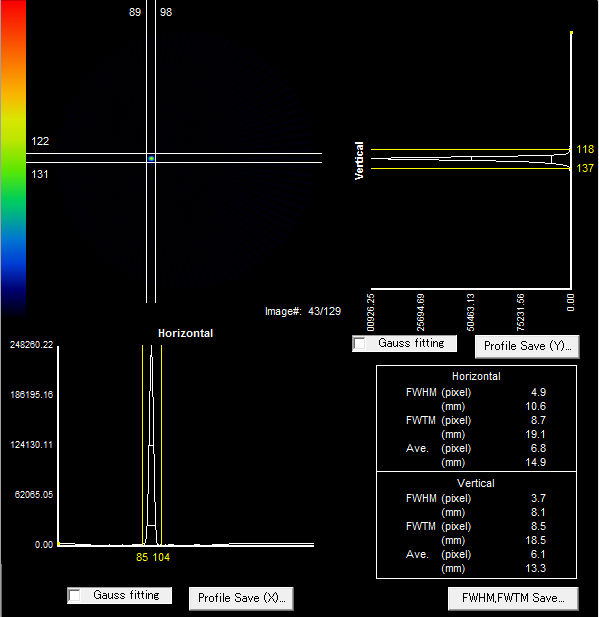 89 98
122
131
Vertical
118
137
00926.25
25694.69
50463.13
75231.56
0.00
Image#: 43/129
Horizontal
Gauss fitting
Profile Save (Y)...
248260.22
186195.16
124130.11
62065.05
0.00
85 104
Horizontal
FWHM (pixel) 4.9
(mm) 10.6
FWTM (pixel) 8.7
(mm) 19.1
Ave. (pixel) 6.8
(mm) 14.9
Vertical
FWHM (pixel) 3.7
(mm) 8.1
FWTM (pixel) 8.5
(mm) 18.5
Ave. (pixel) 6.1
(mm) 13.3
Gauss fitting
Profile Save (X)...
FWHM,FWTM Save...